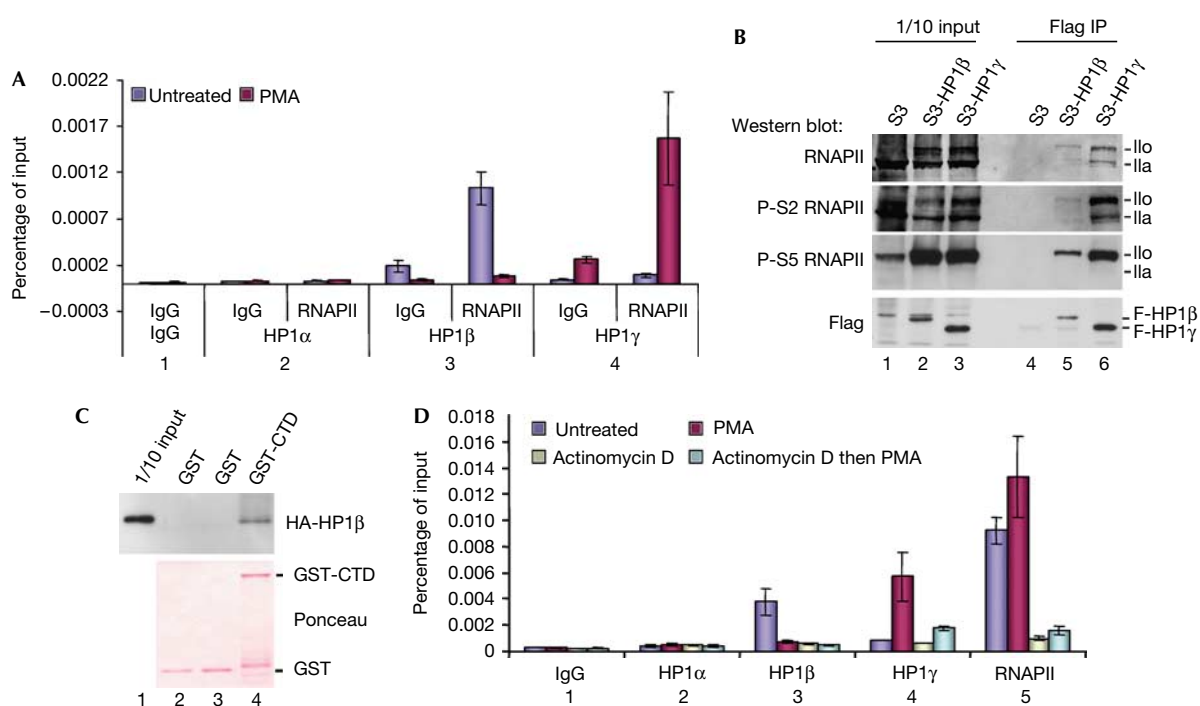 A
0.0022
0.0017
0.0012
0.0007
0.0002
−0.0003
Percentage of input
Untreated PMA
IgG IgG RNAPII IgG RNAPII IgG RNAPII
IgG HP1α HP1β HP1γ
1 2 3 4
B
1/10 input Flag IP
S3 S3-HP1β S3-HP1γ S3 S3-HP1β S3-HP1γ
Western blot:
RNAPII
IIo
IIa
P-S2 RNAPII
IIo
IIa
P-S5 RNAPII
IIo
IIa
Flag
F-HP1β
F-HP1γ
1 2 3 4 5 6
C
1/10 input GST GST GST-CTD
HA-HP1β
GST-CTD
Ponceau
GST
1 2 3 4
D
0.018
0.016
0.014
0.012
0.010
0.008
0.006
0.004
0.002
0
Percentage of input
Untreated PMA
Actinomycin D Actinomycin D then PMA
IgG HP1α HP1β HP1γ RNAPII
1 2 3 4 5